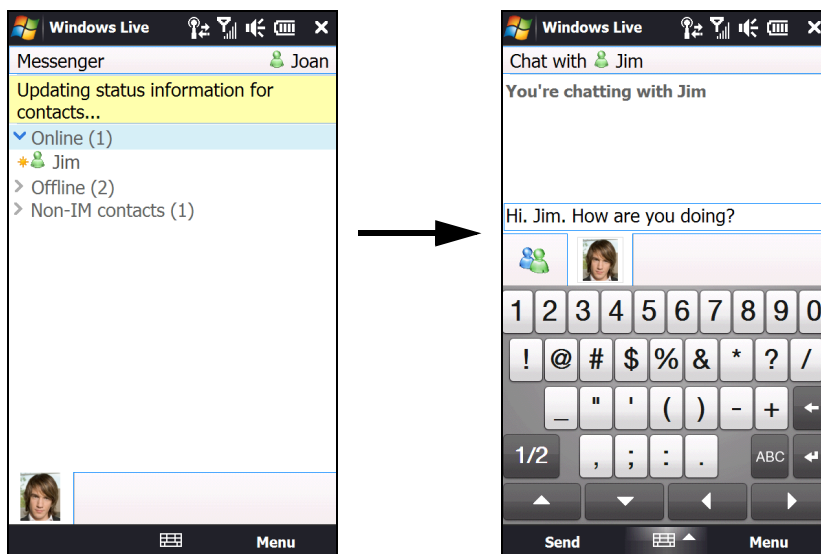 Windows Live
Messenger Joan
Updating status information for
contacts...
Online (1)
Jim
Offline (2)
Non-IM contacts (1)
Menu
Windows Live
Chat with Jim
You're chatting with Jim
Hi. Jim. How are you doing?
1 2 3 4 5 6 7 8 9 0
! @ # $ % & * ? /
_ " ' ( ) - +
1/2 , ; : . ABC
Send Menu